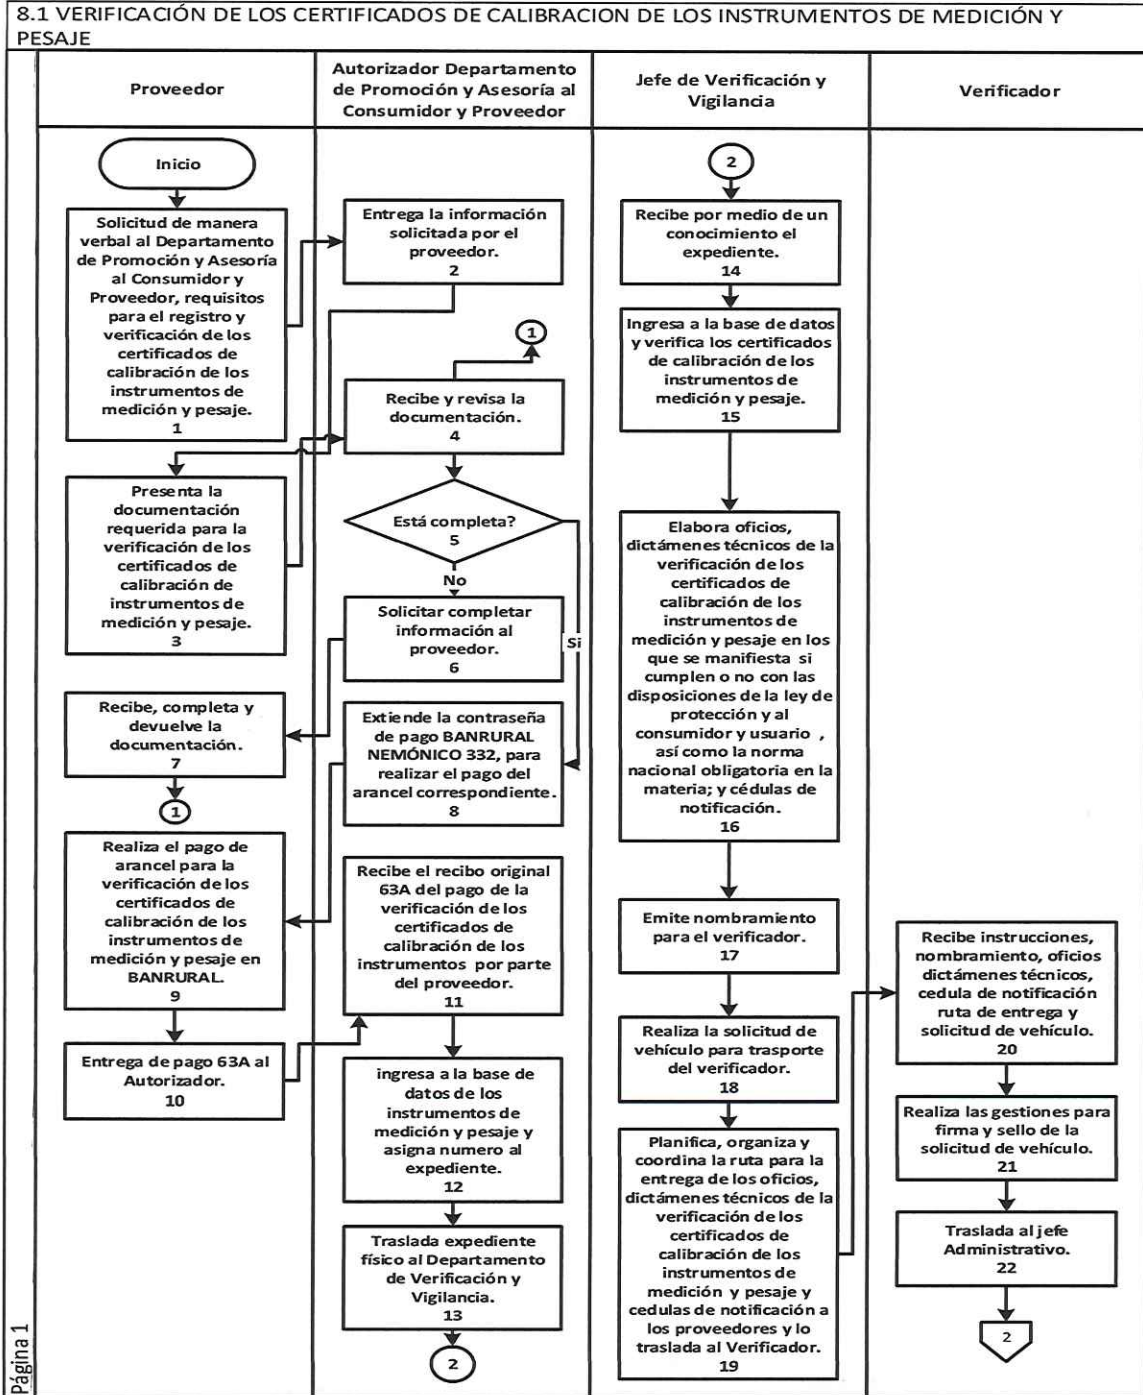 8.1 VERIFICACIÓN DE LOS CERTIFICADOS DE CALIBRACION DE LOS INSTRUMENTOS DE MEDICIÓN Y
PESAJE
Proveedor
Autorizador Departamento
de Promoción y Asesoría al
Consumidor y Proveedor
Jefe de Verificación y
Vigilancia
Verificador
Inicio
Solicitud de manera
verbal al Departamento
de Promoción y Asesoría
al Consumidor y
Proveedor, requisitos
para el registro y
verificación de los
certificados de
calibración de los
instrumentos de
medición y pesaje.
1
Entrega la información
solicitada por el
proveedor.
2
Presenta la
documentación
requerida para la
verificación de los
certificados de
calibración de
instrumentos de
medición y pesaje.
3
1
Recibe y revisa la
documentación.
4
Está completa?
5
No
Si
Solicitar completar
información al
proveedor.
6
Recibe, completa y
devuelve la
documentación.
7
1
Extiende la contraseña
de pago BANRURAL
NEMÓNICO 332, para
realizar el pago del
arancel correspondiente.
8
Realiza el pago de
arancel para la
verificación de los
certificados de
calibración de los
instrumentos de
medición y pesaje en
BANRURAL.
9
Entrega de pago 63A al
Autorizador.
10
Recibe el recibo original
63A del pago de la
verificación de los
certificados de
calibración de los
instrumentos por parte
del proveedor.
11
ingresa a la base de
datos de los
instrumentos de
medición y pesaje y
asigna numero al
expediente.
12
Traslada expediente
físico al Departamento
de Verificación y
Vigilancia.
13
2
2
Recibe por medio de un
conocimiento el
expediente.
14
Ingresa a la base de datos
y verifica los certificados
de calibración de los
instrumentos de
medición y pesaje.
15
Elabora oficios,
dictámenes técnicos de la
verificación de los
certificados de
calibración de los
instrumentos de
medición y pesaje en los
que se manifiesta si
cumplen o no con las
disposiciones de la ley de
protección y al
consumidor y usuario ,
así como la norma
nacional obligatoria en la
materia; y cédulas de
notificación.
16
Emite nombramiento
para el verificador.
17
Realiza la solicitud de
vehículo para trasporte
del verificador.
18
Planifica, organiza y
coordina la ruta para la
entrega de los oficios,
dictámenes técnicos de la
verificación de los
certificados de
calibración de los
instrumentos de
medición y pesaje y
cedulas de notificación a
los proveedores y lo
traslada al Verificador.
19
Recibe instrucciones,
nombramiento, oficios
dictámenes técnicos,
cedula de notificación
ruta de entrega y
solicitud de vehículo.
20
Realiza las gestiones para
firma y sello de la
solicitud de vehículo.
21
Traslada al jefe
Administrativo.
22
2
Página 1